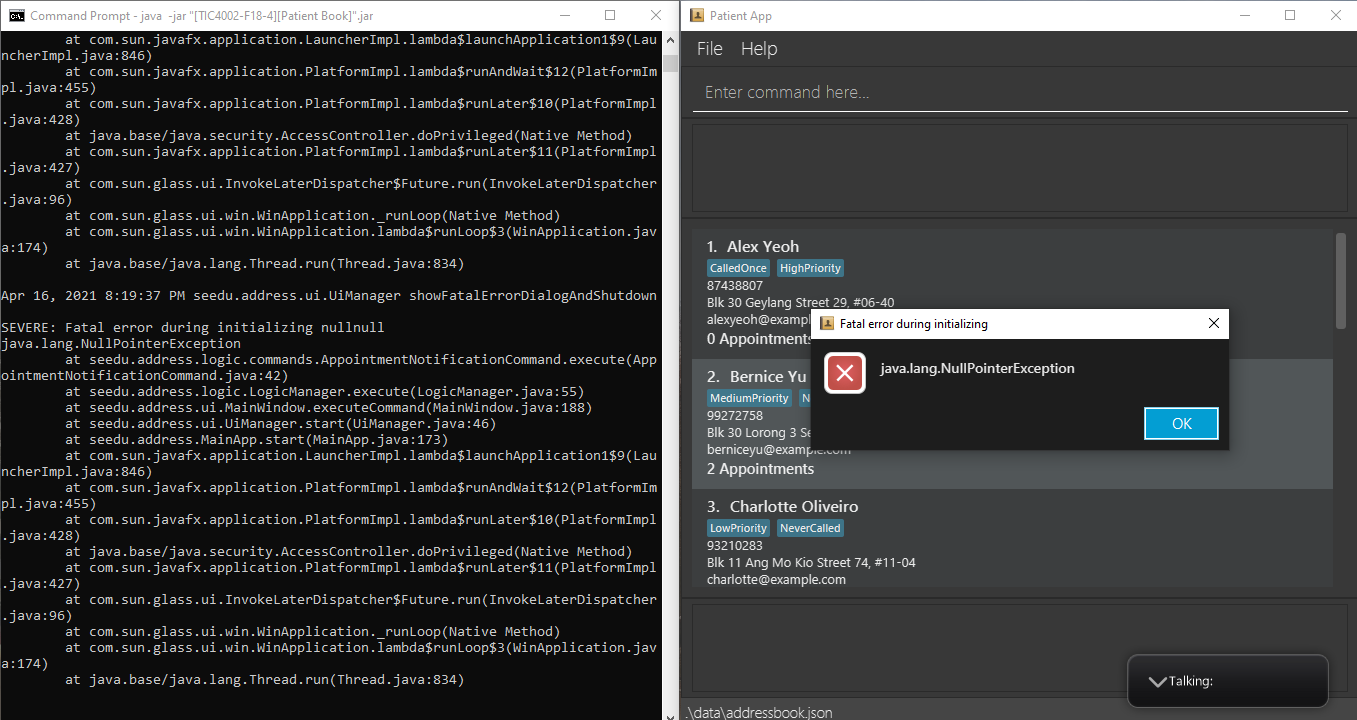 Command Prompt - java -jar "[TIC4002-F18-4][Patient Book]".jar
at com.sun.javafx.application.LauncherImpl.lambda$launchApplication1$9(Lau
ncherImpl.java:846)
at com.sun.javafx.application.PlatformImpl.lambda$runAndWait$12(PlatformIm
pl.java:455)
at com.sun.javafx.application.PlatformImpl.lambda$runLater$10(PlatformImpl
.java:428)
at java.base/java.security.AccessController.doPrivileged(Native Method)
at com.sun.javafx.application.PlatformImpl.lambda$runLater$11(PlatformImpl
.java:427)
at com.sun.glass.ui.InvokeLaterDispatcher$Future.run(InvokeLaterDispatcher
.java:96)
at com.sun.glass.ui.win.WinApplication._runLoop(Native Method)
at com.sun.glass.ui.win.WinApplication.lambda$runLoop$3(WinApplication.jav
a:174)
at java.base/java.lang.Thread.run(Thread.java:834)
Apr 16, 2021 8:19:37 PM seedu.address.ui.UiManager showFatalErrorDialogAndShutdown
SEVERE: Fatal error during initializing nullnull
java.lang.NullPointerException
at seedu.address.logic.commands.AppointmentNotificationCommand.execute(App
ointmentNotificationCommand.java:42)
at seedu.address.logic.LogicManager.execute(LogicManager.java:55)
at seedu.address.ui.MainWindow.executeCommand(MainWindow.java:188)
at seedu.address.ui.UiManager.start(UiManager.java:46)
at seedu.address.MainApp.start(MainApp.java:173)
at com.sun.javafx.application.LauncherImpl.lambda$launchApplication1$9(Lau
ncherImpl.java:846)
at com.sun.javafx.application.PlatformImpl.lambda$runAndWait$12(PlatformIm
pl.java:455)
at com.sun.javafx.application.PlatformImpl.lambda$runLater$10(PlatformImpl
.java:428)
at java.base/java.security.AccessController.doPrivileged(Native Method)
at com.sun.javafx.application.PlatformImpl.lambda$runLater$11(PlatformImpl
.java:427)
at com.sun.glass.ui.InvokeLaterDispatcher$Future.run(InvokeLaterDispatcher
.java:96)
at com.sun.glass.ui.win.WinApplication._runLoop(Native Method)
at com.sun.glass.ui.win.WinApplication.lambda$runLoop$3(WinApplication.jav
a:174)
at java.base/java.lang.Thread.run(Thread.java:834)
Patient App
File Help
Enter command here...
1. Alex Yeoh
CalledOnce HighPriority
87438807
Blk 30 Geylang Street 29, #06-40
alexyeoh@exampl
0 Appointments
2. Bernice Yu
MediumPriority N
99272758
Blk 30 Lorong 3 Se
berniceyu@example.com
2 Appointments
3. Charlotte Oliveiro
LowPriority NeverCalled
93210283
Blk 11 Ang Mo Kio Street 74, #11-04
charlotte@example.com
Fatal error during initializing
java.lang.NullPointerException
OK
Talking:
.\data\addressbook.json